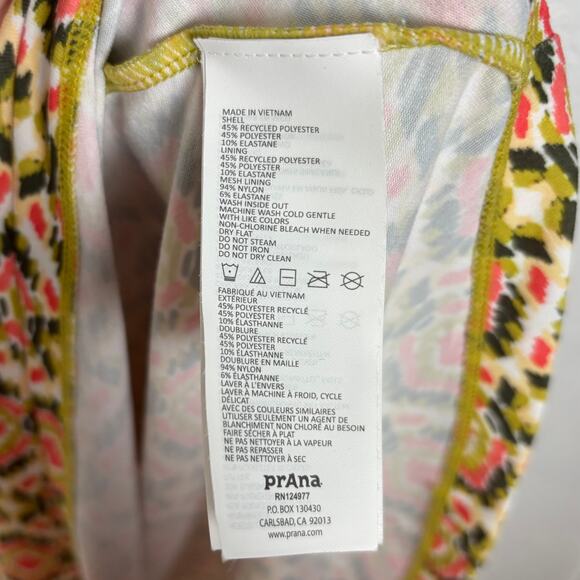 MADE IN VIETNAM
SHELL
45% RECYCLED POLYESTER
45% POLYESTER
10% ELASTANE
LINING
45% RECYCLED POLYESTER
45% POLYESTER
10% ELASTANE
MESH LINING
94% NYLON
6% ELASTANE
WASH INSIDE OUT
MACHINE WASH COLD GENTLE
WITH LIKE COLORS
NON-CHLORINE BLEACH WHEN NEEDED
DRY FLAT
DO NOT STEAM
DO NOT IRON
DO NOT DRY CLEAN
FABRIQUÉ AU VIETNAM
EXTÉRIEUR
45% POLYESTER RECYCLÉ
45% POLYESTER
10% ÉLASTHANNE
DOUBLURE
45% POLYESTER RECYCLÉ
45% POLYESTER
10% ÉLASTHANNE
DOUBLURE EN MAILLE
94% NYLON
6% ÉLASTHANNE
LAVER À L'ENVERS
LAVER À MACHINE À FROID, CYCLE
DÉLICAT
AVEC DES COULEURS SIMILAIRES
UTILISER SEULEMENT UN AGENT DE
BLANCHIMENT NON CHLORÉ AU BESOIN
FAIRE SÉCHER À PLAT
NE PAS NETTOYER À LA VAPEUR
NE PAS REPASSER
NE PAS NETTOYER À SEC
prAna
RN124977
P.O. BOX 130430
CARLSBAD, CA 92013
www.prana.com